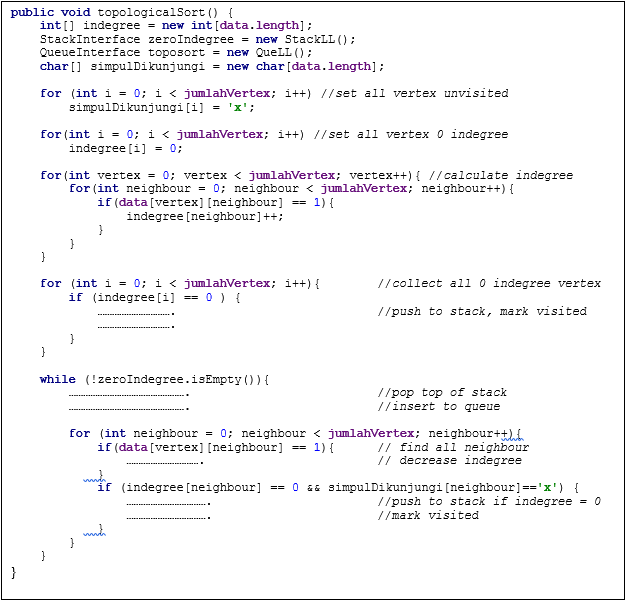 public void topologicalSort() {
    int[] indegree = new int[data.length];
    StackInterface zeroIndegree = new StackLL();
    QueueInterface toposort = new QueLL();
    char[] simpulDikunjungi = new char[data.length];

    for (int i = 0; i < jumlahVertex; i++) //set all vertex unvisited
        simpulDikunjungi[i] = 'x';

    for(int i = 0; i < jumlahVertex; i++) //set all vertex 0 indegree
        indegree[i] = 0;

    for(int vertex = 0; vertex < jumlahVertex; vertex++){ //calculate indegree
        for(int neighbour = 0; neighbour < jumlahVertex; neighbour++){
            if(data[vertex][neighbour] == 1){
                indegree[neighbour]++;
            }
        }
    }

    for (int i = 0; i < jumlahVertex; i++){        //collect all 0 indegree vertex
        if (indegree[i] == 0 ) {
            …………………………….                            //push to stack, mark visited
            …………………………….
        }
    }

    while (!zeroIndegree.isEmpty()){
        ………………………………………………….                          //pop top of stack
        ………………………………………………….                          //insert to queue

        for (int neighbour = 0; neighbour < jumlahVertex; neighbour++){
            if(data[vertex][neighbour] == 1){      // find all neighbour
                …………………………….                        // decrease indegree
            }
            if (indegree[neighbour] == 0 && simpulDikunjungi[neighbour]=='x') {
                ……………………………….                       //push to stack if indegree = 0
                ……………………………….                       //mark visited
            }
        }
    }
}